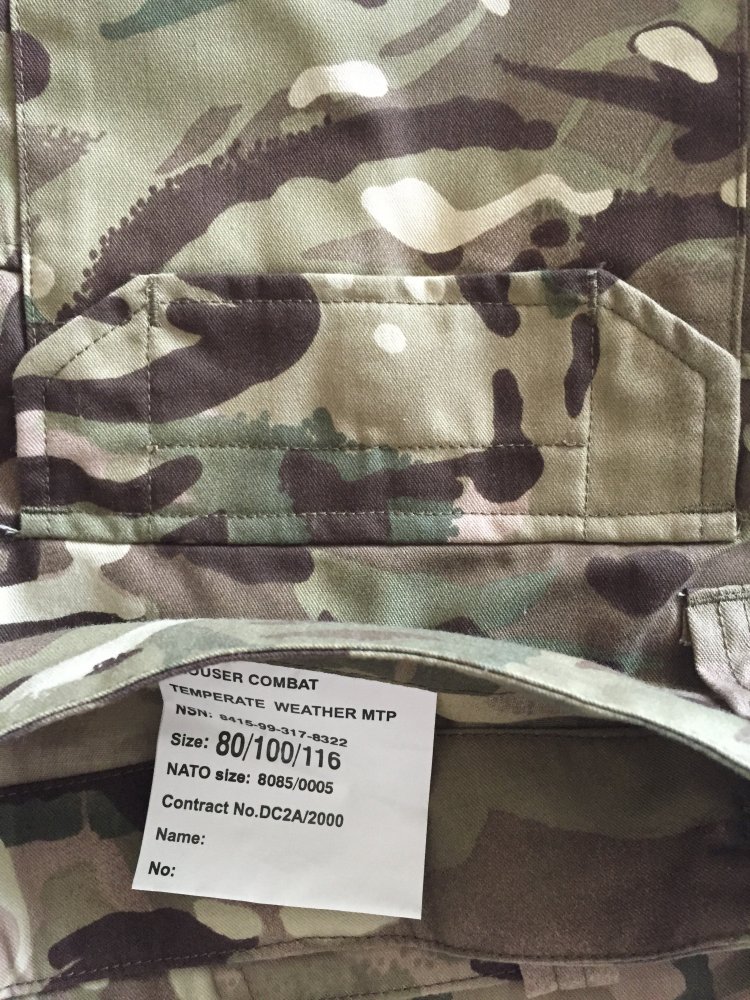 OUSER COMBAT
TEMPERATE WEATHER MTP
NSN: 8415-99-317-8322
Size: 80/100/116
NATO size: 8085/0005
Contract No.DC2A/2000
Name:
No: